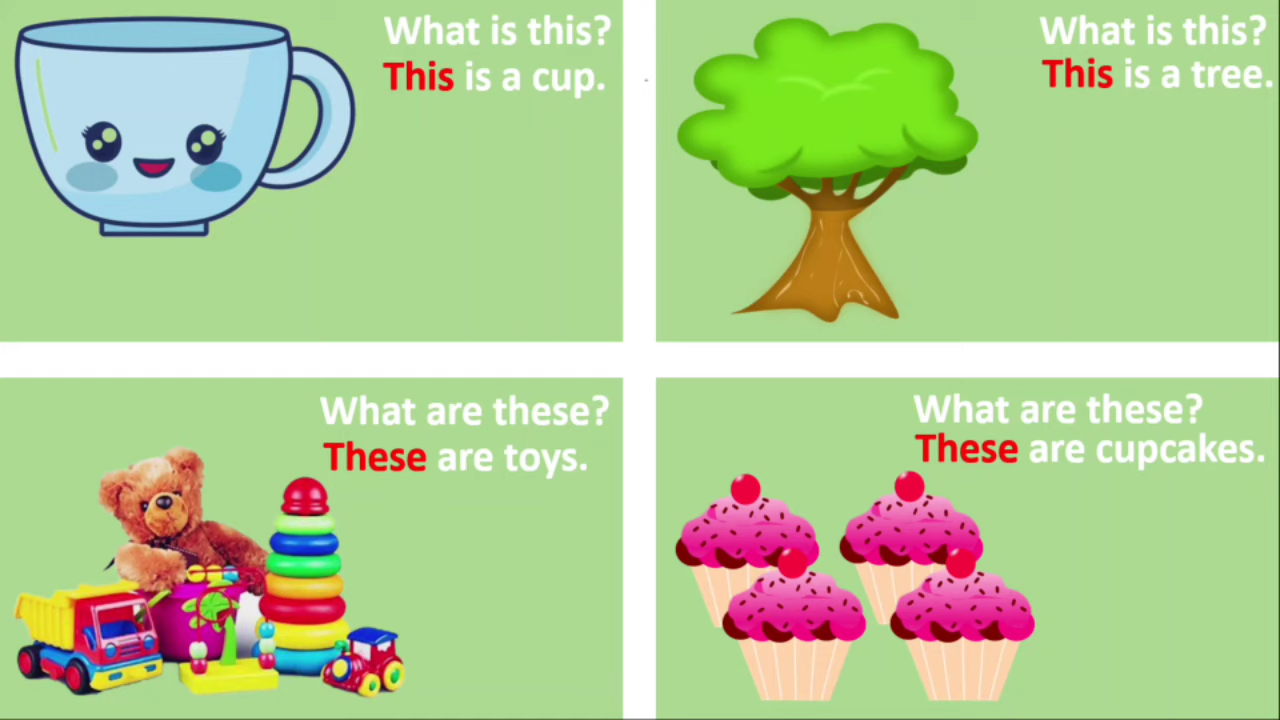 What is this?
This is a cup.
What is this?
This is a tree.
What are these?
These are toys.
What are these?
These are cupcakes.